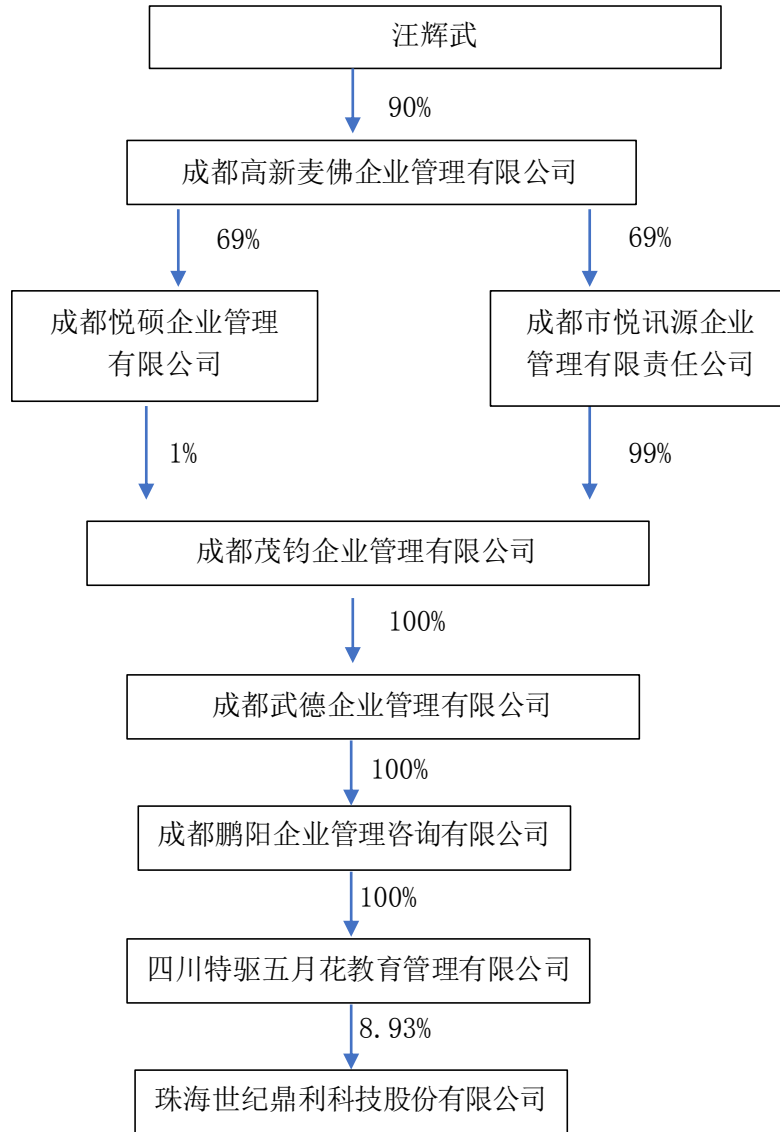 汪辉武
90%
成都高新麦佛企业管理有限公司
69%
69%
成都悦硕企业管理
有限公司
成都市悦讯源企业
管理有限责任公司
1%
99%
成都茂钧企业管理有限公司
100%
成都武德企业管理有限公司
100%
成都鹏阳企业管理咨询有限公司
100%
四川特驱五月花教育管理有限公司
8.93%
珠海世纪鼎利科技股份有限公司